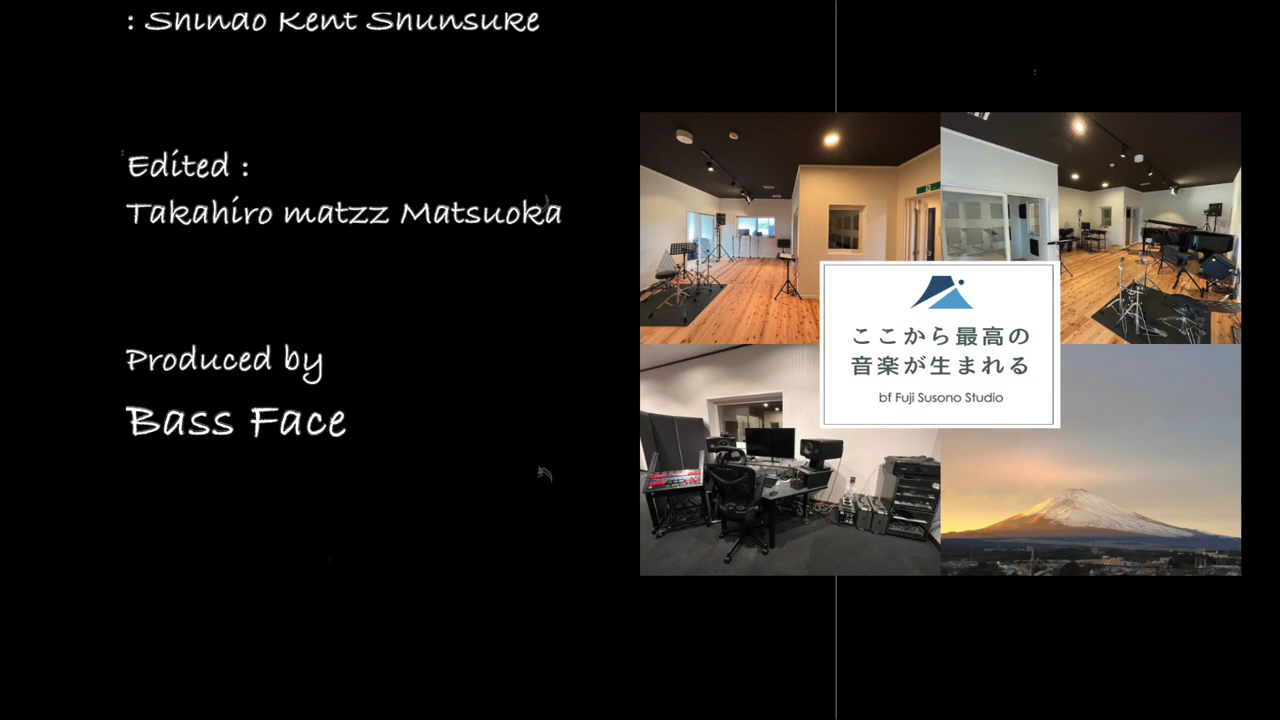 : Shindo Kent Shunsuke
Edited :
Takahiro matzz Matsuoka
Produced by
Bass Face
ここから最高の
音楽が生まれる
bf Fuji Susono Studio